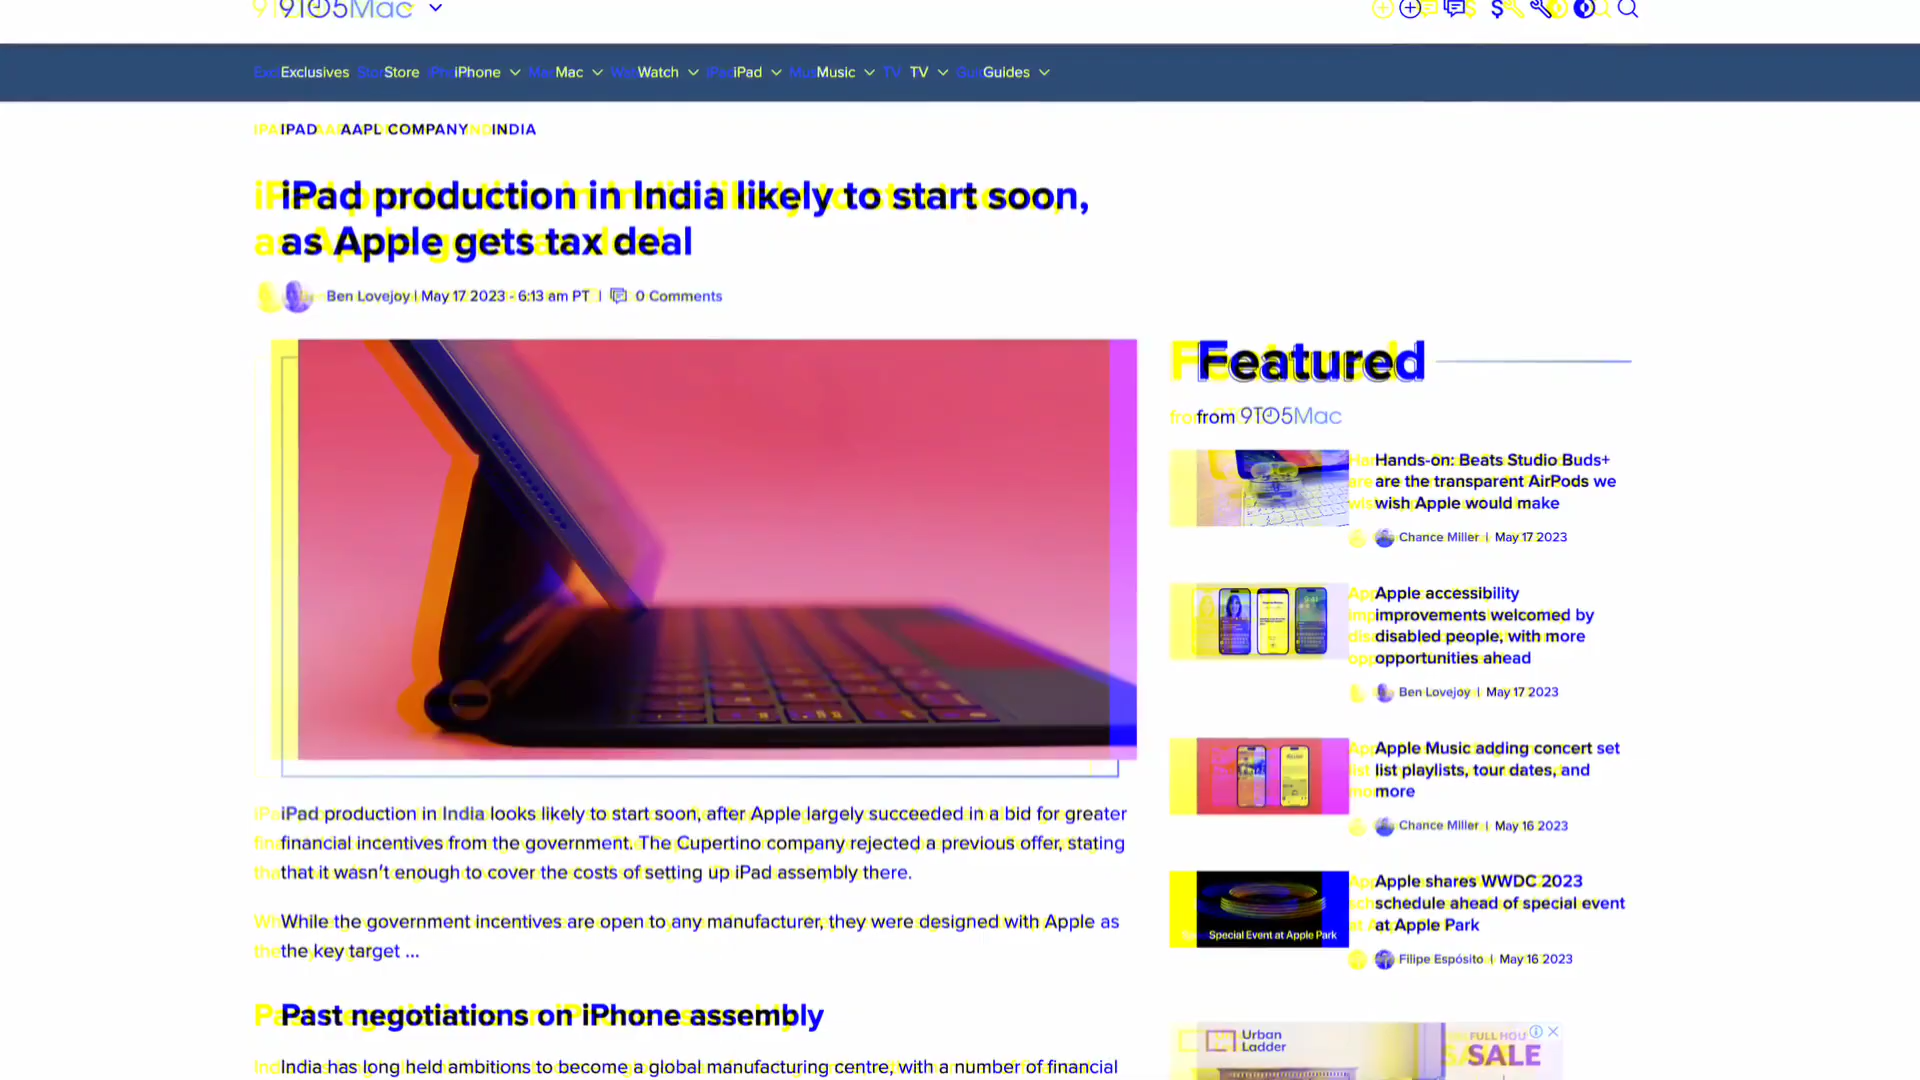 9TO5Mac
Exclusives Store iPhone Mac Watch iPad Music TV Guides
IPAD AAPL COMPANY INDIA
iPad production in India likely to start soon,
as Apple gets tax deal
Ben Lovejoy | May 17 2023 - 6:13 am PT | 0 Comments
Featured
from 9TO5Mac
Hands-on: Beats Studio Buds+
are the transparent AirPods we
wish Apple would make
Chance Miller | May 17 2023
Apple accessibility
improvements welcomed by
disabled people, with more
opportunities ahead
Ben Lovejoy | May 17 2023
Apple Music adding concert set
list playlists, tour dates, and
more
Chance Miller | May 16 2023
Special Event at Apple Park
Apple shares WWDC 2023
schedule ahead of special event
at Apple Park
Filipe Espósito | May 16 2023
iPad production in India looks likely to start soon, after Apple largely succeeded in a bid for greater
financial incentives from the government. The Cupertino company rejected a previous offer, stating
that it wasn't enough to cover the costs of setting up iPad assembly there.
While the government incentives are open to any manufacturer, they were designed with Apple as
the key target ...
Past negotiations on iPhone assembly
India has long held ambitions to become a global manufacturing centre, with a number of financial
Urban
Ladder
FULL HOU
SALE